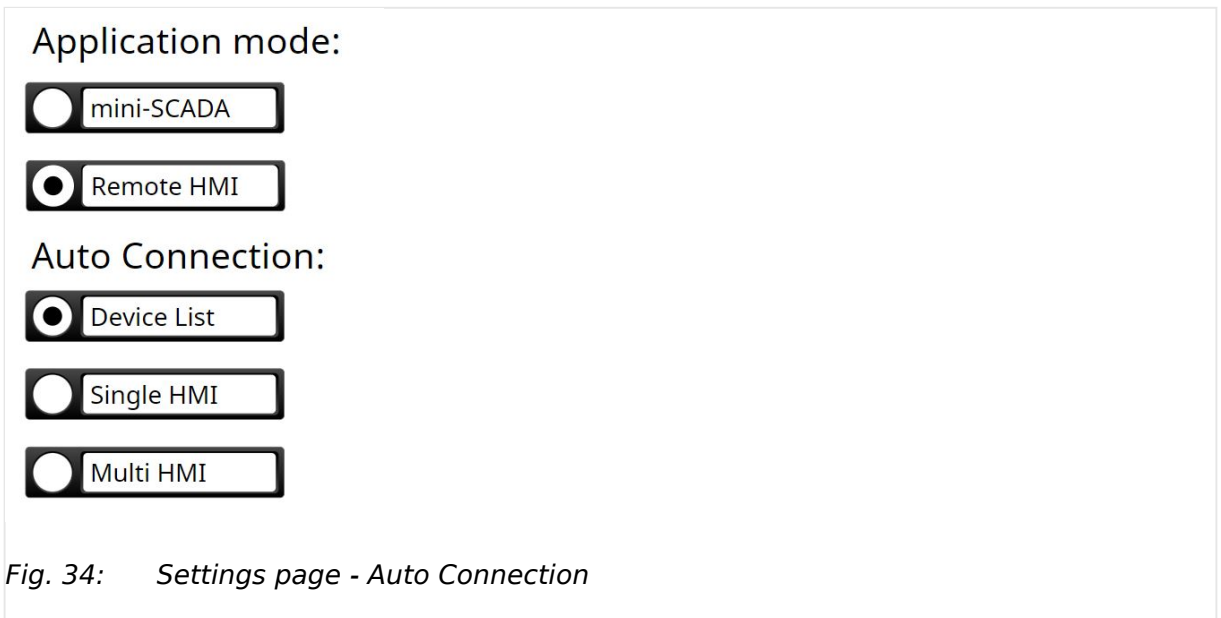 Application mode:
mini-SCADA
Remote HMI
Auto Connection:
Device List
Single HMI
Multi HMI
Fig. 34: Settings page - Auto Connection